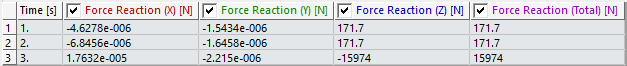 Time [s] Force Reaction (X) [N] Force Reaction (Y) [N] Force Reaction (Z) [N] Force Reaction (Total) [N]
1 1. -4.6278e-006 -1.5434e-006 171.7 171.7
2 2. -6.8456e-006 -1.6458e-006 171.7 171.7
3 3. 1.7632e-005 -2.215e-006 -15974 15974